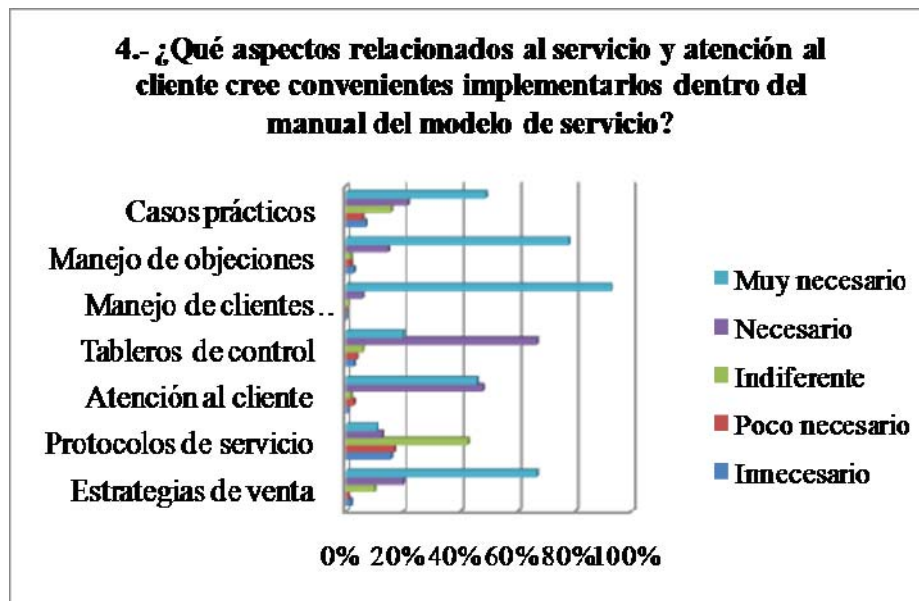 4.- ¿Qué aspectos relacionados al servicio y atención al
cliente cree convenientes implementarlos dentro del
manual del modelo de servicio?
Casos prácticos
Manejo de objeciones
Manejo de clientes ..
Tableros de control
Atención al cliente
Protocolos de servicio
Estrategias de venta
0% 20% 40% 60% 80% 100%
Muy necesario
Necesario
Indiferente
Poco necesario
Innecesario